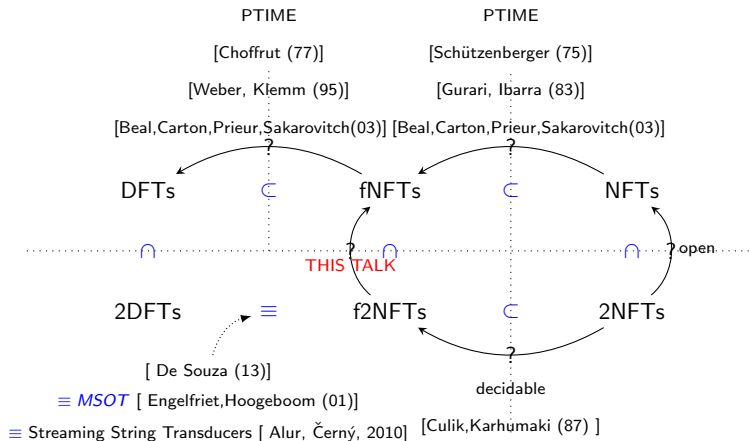 PTIME PTIME
[Choffrut (77)] [Schützenberger (75)]
[Weber, Klemm (95)] [Gurari, Ibarra (83)]
[Beal,Carton,Prieur,Sakarovitch(03)] [Beal,Carton,Prieur,Sakarovitch(03)]
? ?
DFTs ⊂ fNFTs ⊂ NFTs
∩ ? ∩ ∩ ? open
THIS TALK
2DFTs ≡ f2NFTs ⊂ 2NFTs
?
[ De Souza (13)] decidable
≡ MSOT [ Engelfriet,Hoogeboom (01)]
≡ Streaming String Transducers [ Alur, Černý, 2010] [Culik,Karhumaki (87) ]